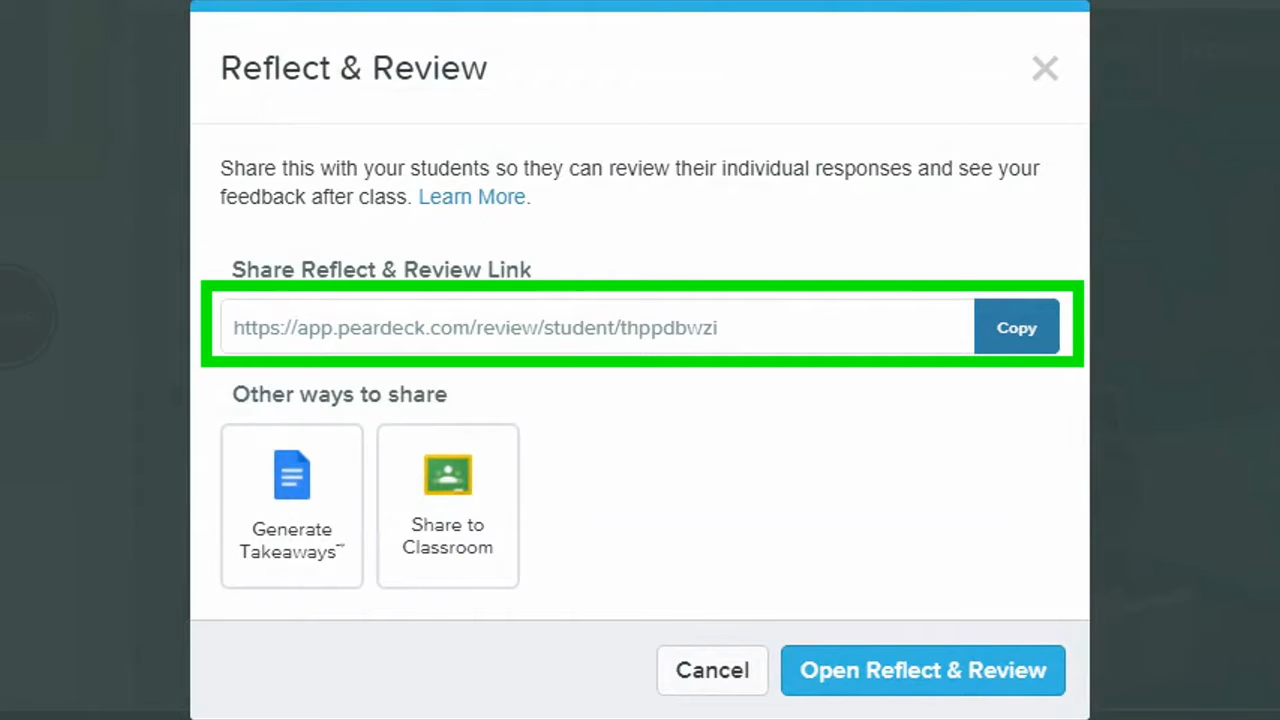 Reflect & Review
Share this with your students so they can review their individual responses and see your
feedback after class. Learn More.
Share Reflect & Review Link
https://app.peardeck.com/review/student/thppdbwzi
Copy
Other ways to share
Generate
Takeaways™
Share to
Classroom
Cancel
Open Reflect & Review